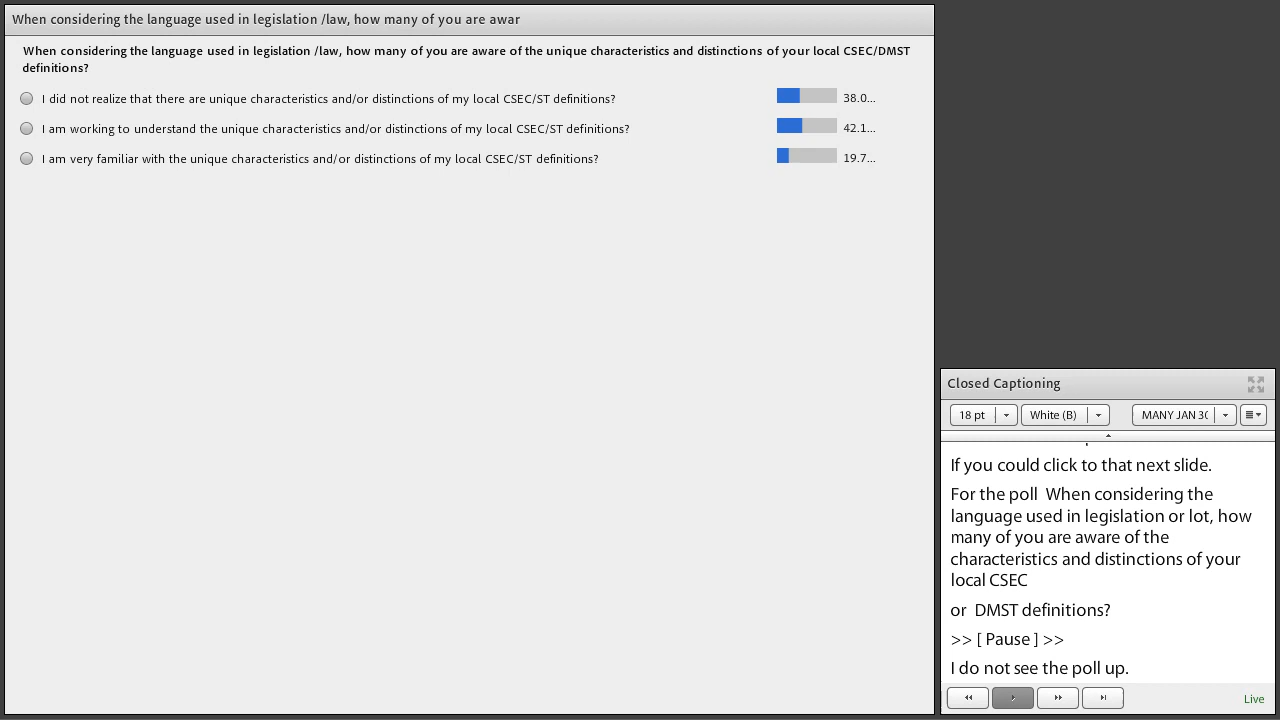 When considering the language used in legislation /law, how many of you are awar
When considering the language used in legislation /law, how many of you are aware of the unique characteristics and distinctions of your local CSEC/DMST
definitions?
I did not realize that there are unique characteristics and/or distinctions of my local CSEC/ST definitions? 38.0...
I am working to understand the unique characteristics and/or distinctions of my local CSEC/ST definitions? 42.1...
I am very familiar with the unique characteristics and/or distinctions of my local CSEC/ST definitions? 19.7...
Closed Captioning
18 pt White (B) MANY JAN 30
If you could click to that next slide.
For the poll When considering the
language used in legislation or lot, how
many of you are aware of the
characteristics and distinctions of your
local CSEC
or DMST definitions?
>> [ Pause ] >>
I do not see the poll up.
Live